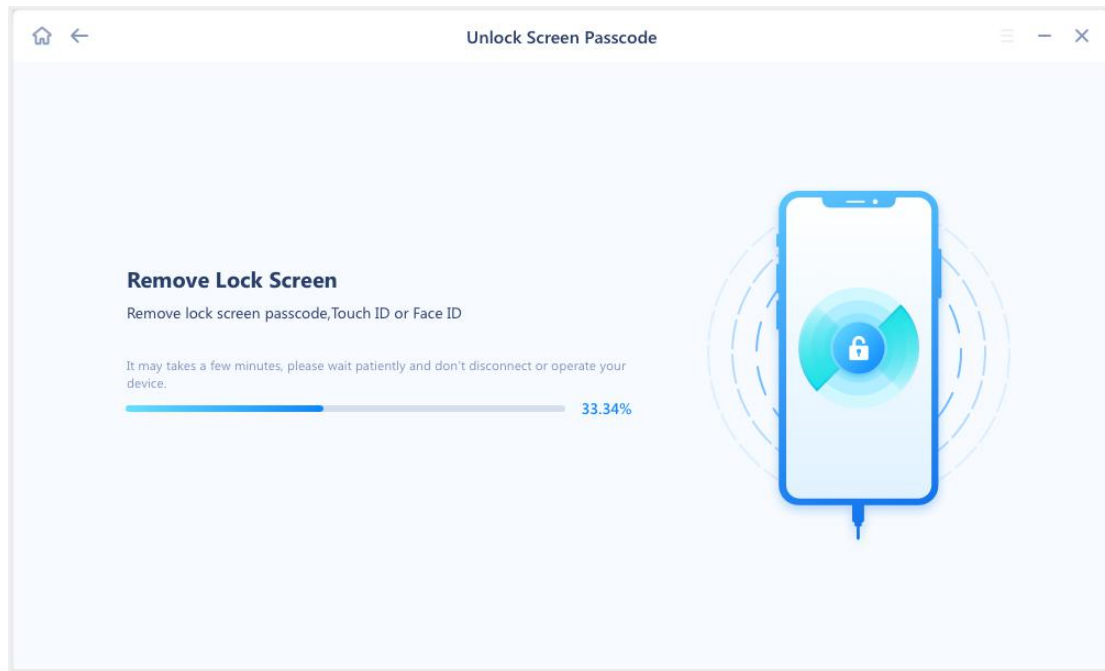 Unlock Screen Passcode
Remove Lock Screen
Remove lock screen passcode,Touch ID or Face ID
It may takes a few minutes, please wait patiently and don't disconnect or operate your
device.
33.34%